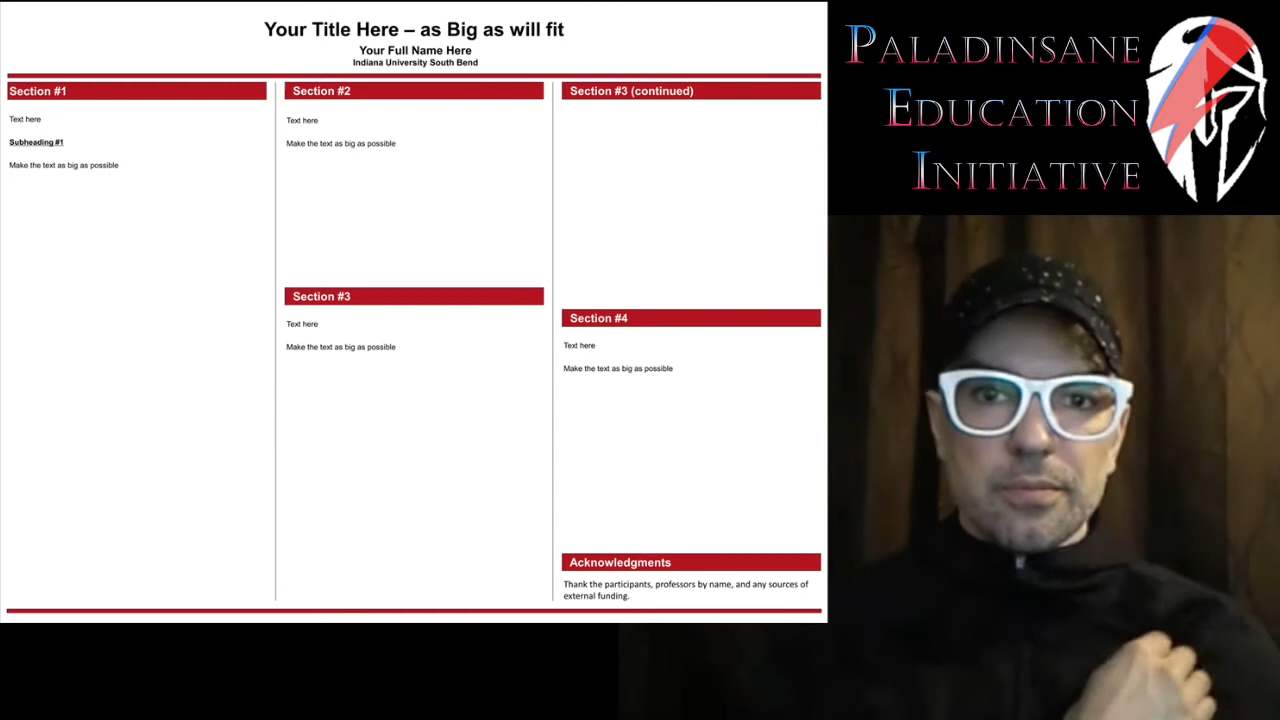 Your Title Here – as Big as will fit
Your Full Name Here
Indiana University South Bend
Section #1
Text here
Subheading #1
Make the text as big as possible
Section #2
Text here
Make the text as big as possible
Section #3
Text here
Make the text as big as possible
Section #3 (continued)
Section #4
Text here
Make the text as big as possible
Acknowledgments
Thank the participants, professors by name, and any sources of
external funding.
PALADINSANE
EDUCATION
INITIATIVE